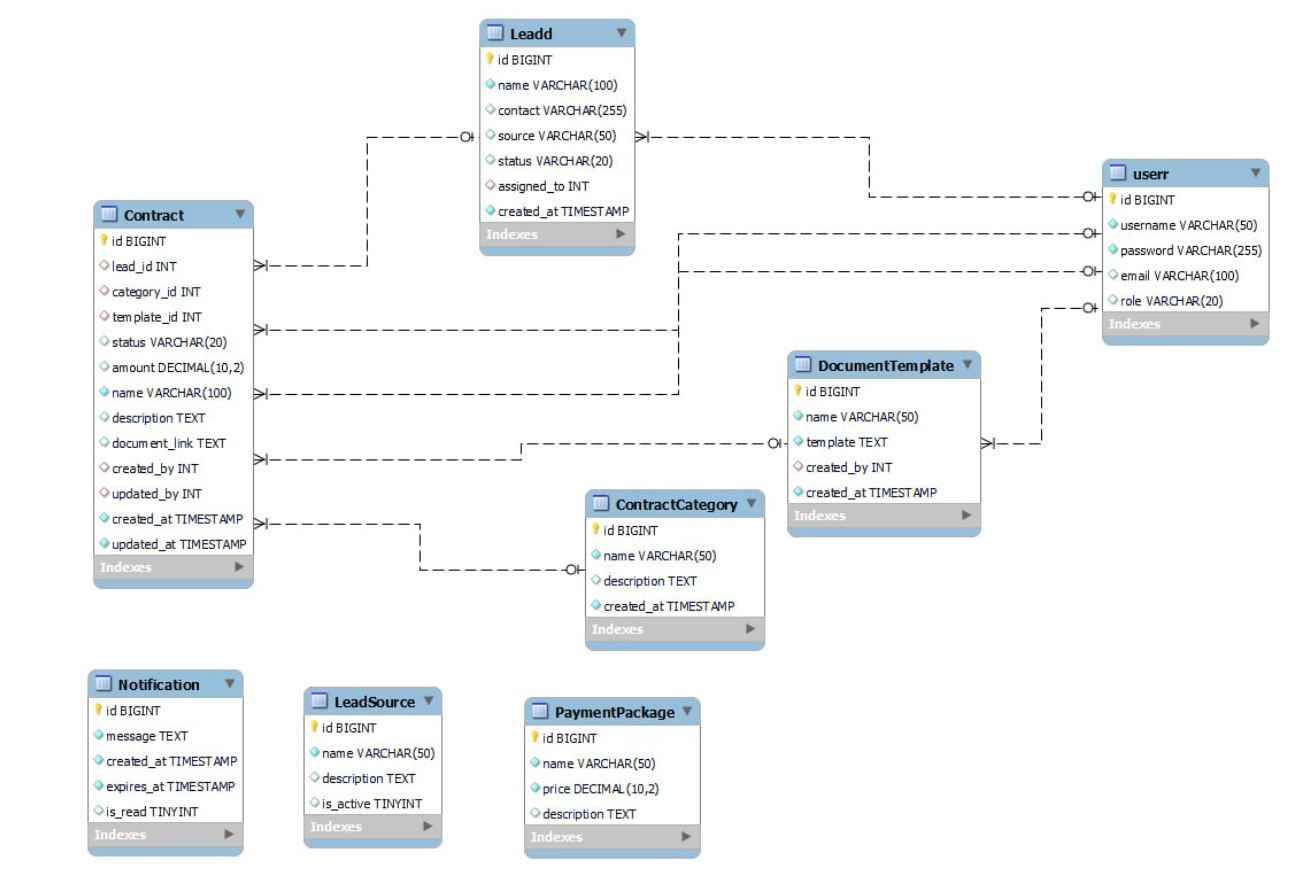 Leadd
id BIGINT
name VARCHAR(100)
contact VARCHAR(255)
source VARCHAR(50)
status VARCHAR(20)
assigned_to INT
created_at TIMESTAMP
Indexes
userr
id BIGINT
username VARCHAR(50)
password VARCHAR(255)
email VARCHAR(100)
role VARCHAR(20)
Indexes
Contract
id BIGINT
lead_id INT
category_id INT
template_id INT
status VARCHAR(20)
amount DECIMAL(10,2)
name VARCHAR(100)
description TEXT
document_link TEXT
created_by INT
updated_by INT
created_at TIMESTAMP
updated_at TIMESTAMP
Indexes
DocumentTemplate
id BIGINT
name VARCHAR(50)
template TEXT
created_by INT
created_at TIMESTAMP
Indexes
ContractCategory
id BIGINT
name VARCHAR(50)
description TEXT
created_at TIMESTAMP
Indexes
Notification
id BIGINT
message TEXT
created_at TIMESTAMP
expires_at TIMESTAMP
is_read TINYINT
Indexes
LeadSource
id BIGINT
name VARCHAR(50)
description TEXT
is_active TINYINT
Indexes
PaymentPackage
id BIGINT
name VARCHAR(50)
price DECIMAL(10,2)
description TEXT
Indexes